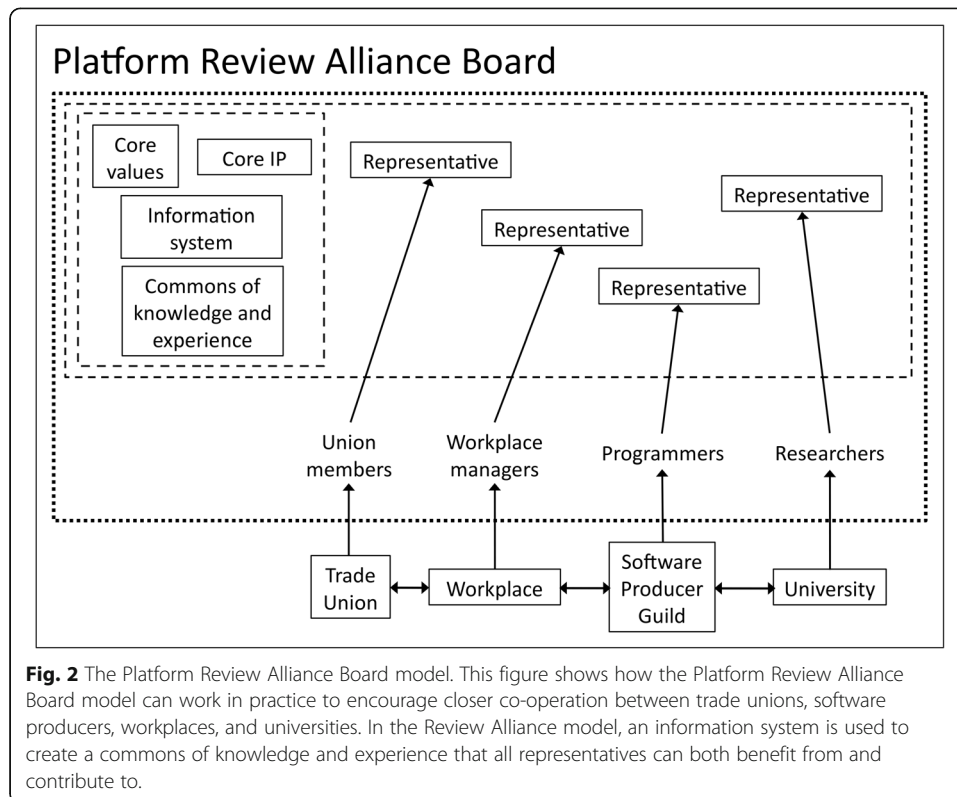 Platform Review Alliance Board
Core
values
Core IP
Information
system
Commons of
knowledge and
experience
Representative
Representative
Representative
Representative
Union
members
Workplace
managers
Programmers
Researchers
Trade
Union
Workplace
Software
Producer
Guild
University
Fig. 2 The Platform Review Alliance Board model. This figure shows how the Platform Review Alliance
Board model can work in practice to encourage closer co-operation between trade unions, software
producers, workplaces, and universities. In the Review Alliance model, an information system is used to
create a commons of knowledge and experience that all representatives can both benefit from and
contribute to.